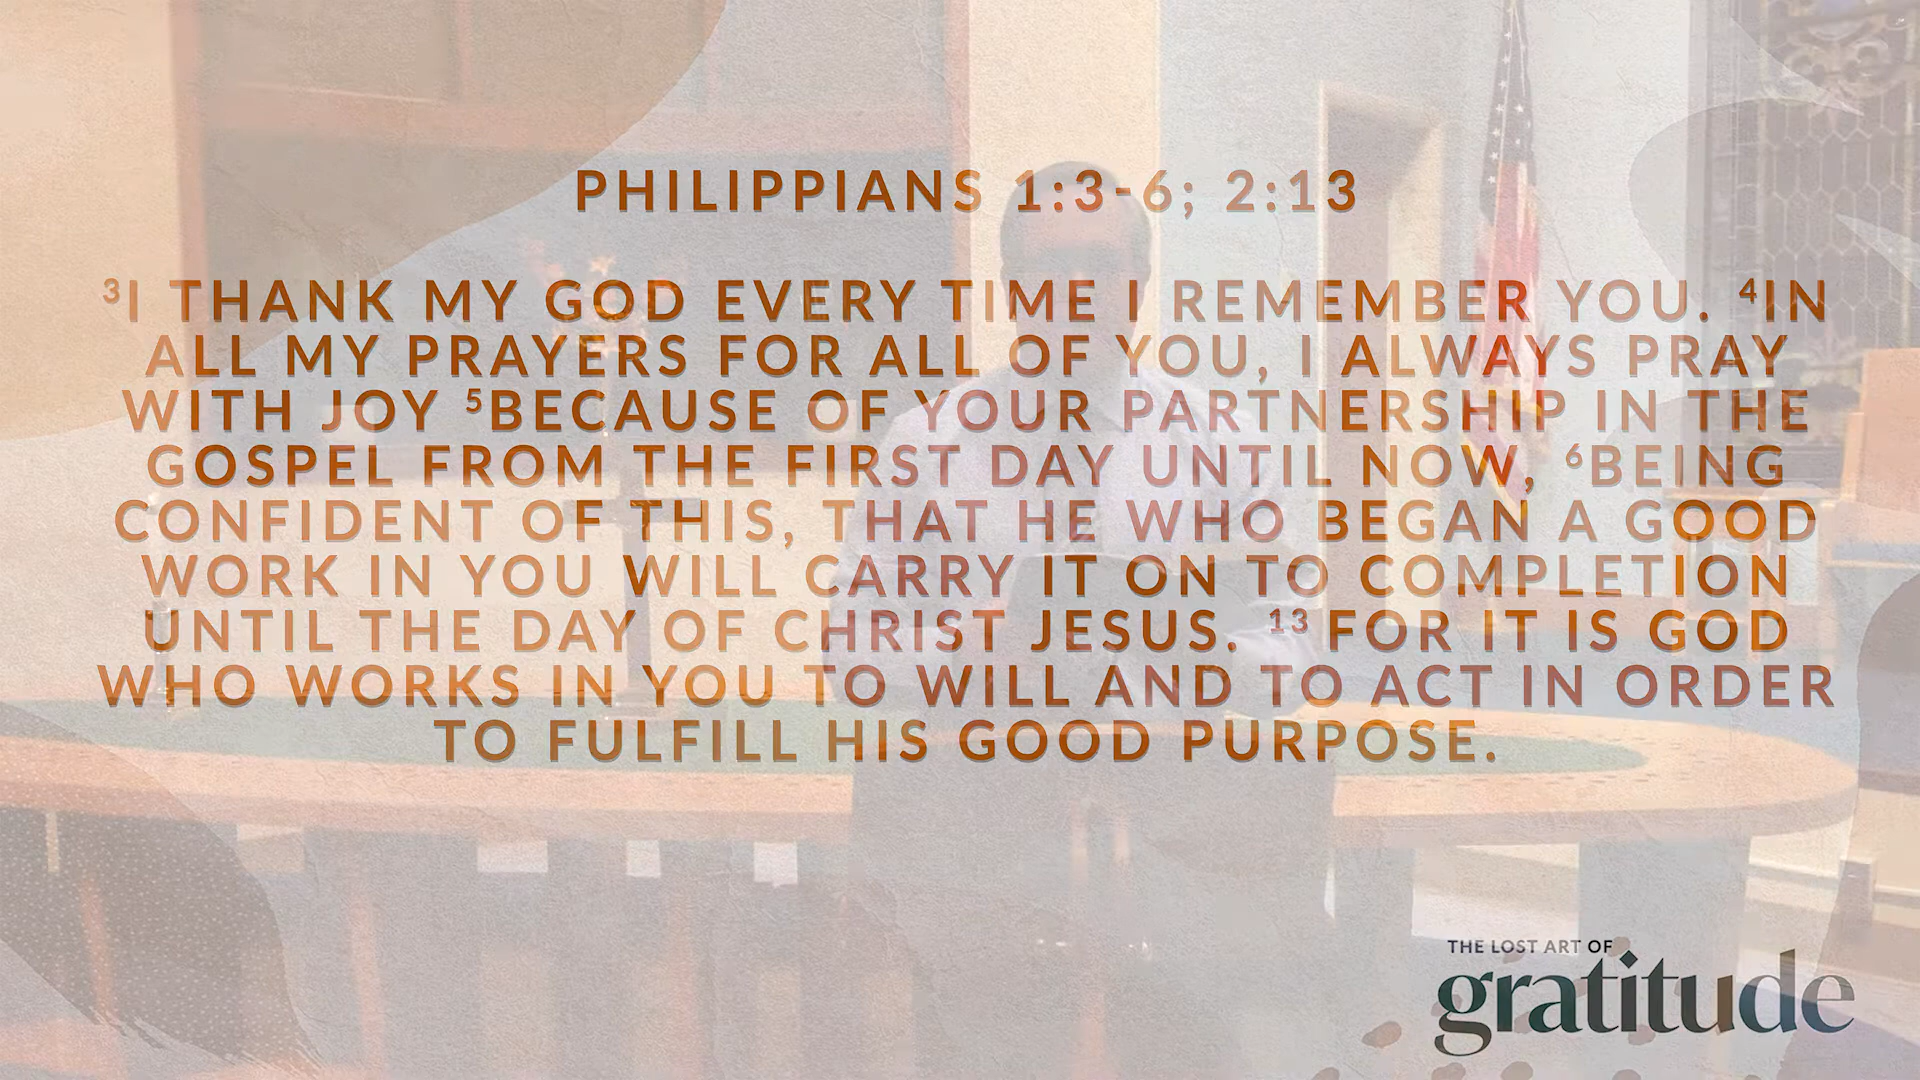 PHILIPPIANS 1:3-6; 2:13
³I THANK MY GOD EVERY TIME I REMEMBER YOU. ⁴IN
ALL MY PRAYERS FOR ALL OF YOU, I ALWAYS PRAY
WITH JOY ⁵BECAUSE OF YOUR PARTNERSHIP IN THE
GOSPEL FROM THE FIRST DAY UNTIL NOW, ⁶BEING
CONFIDENT OF THIS, THAT HE WHO BEGAN A GOOD
WORK IN YOU WILL CARRY IT ON TO COMPLETION
UNTIL THE DAY OF CHRIST JESUS. ¹³ FOR IT IS GOD
WHO WORKS IN YOU TO WILL AND TO ACT IN ORDER
TO FULFILL HIS GOOD PURPOSE.
THE LOST ART OF
gratitude